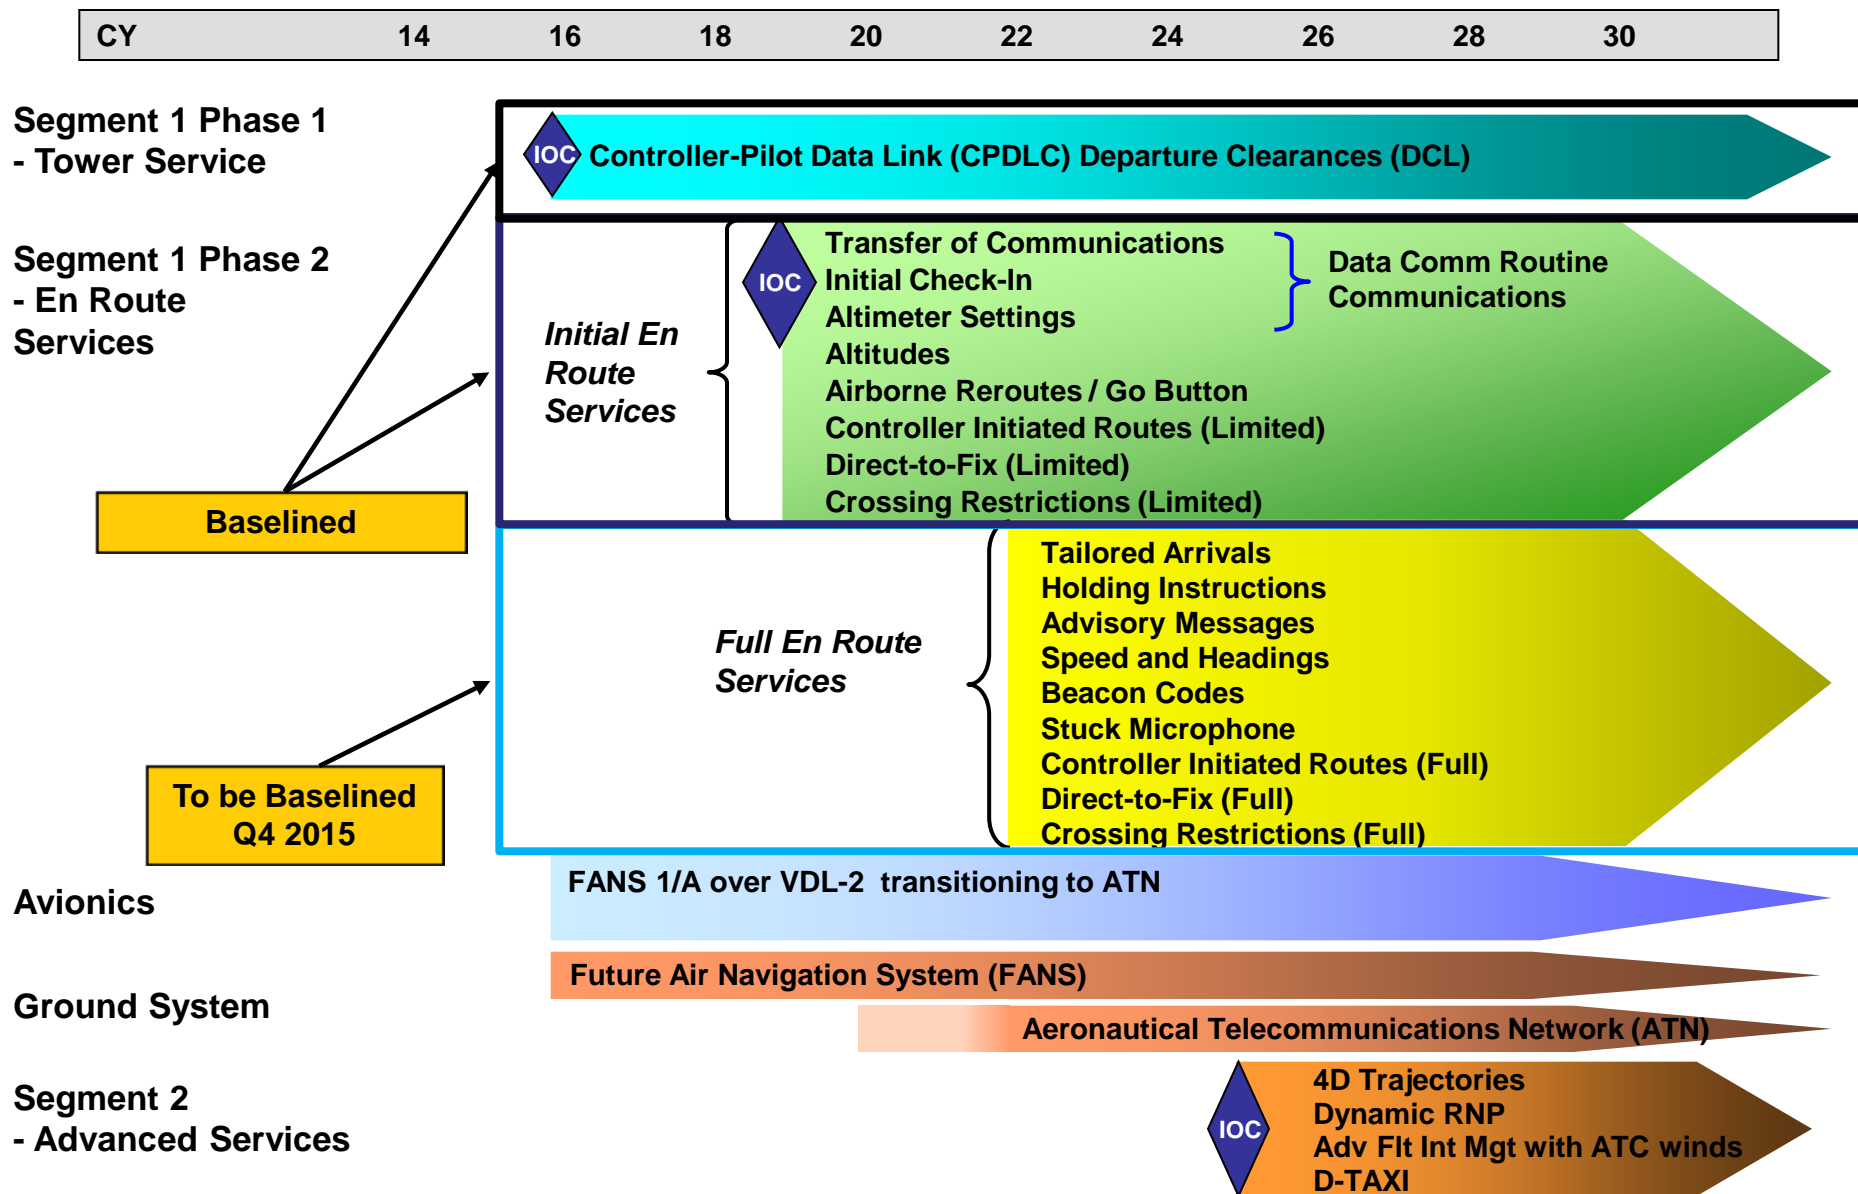 CY 14 16 18 20 22 24 26 28 30
Segment 1 Phase 1
- Tower Service
IOC
Controller-Pilot Data Link (CPDLC) Departure Clearances (DCL)
Segment 1 Phase 2
- En Route
Services
Initial En
Route
Services
IOC
Transfer of Communications
Initial Check-In
Altimeter Settings
Altitudes
Airborne Reroutes / Go Button
Controller Initiated Routes (Limited)
Direct-to-Fix (Limited)
Crossing Restrictions (Limited)
Data Comm Routine
Communications
Baselined
Full En Route
Services
Tailored Arrivals
Holding Instructions
Advisory Messages
Speed and Headings
Beacon Codes
Stuck Microphone
Controller Initiated Routes (Full)
Direct-to-Fix (Full)
Crossing Restrictions (Full)
To be Baselined
Q4 2015
Avionics
FANS 1/A over VDL-2 transitioning to ATN
Ground System
Future Air Navigation System (FANS)
Aeronautical Telecommunications Network (ATN)
Segment 2
- Advanced Services
IOC
4D Trajectories
Dynamic RNP
Adv Flt Int Mgt with ATC winds
D-TAXI